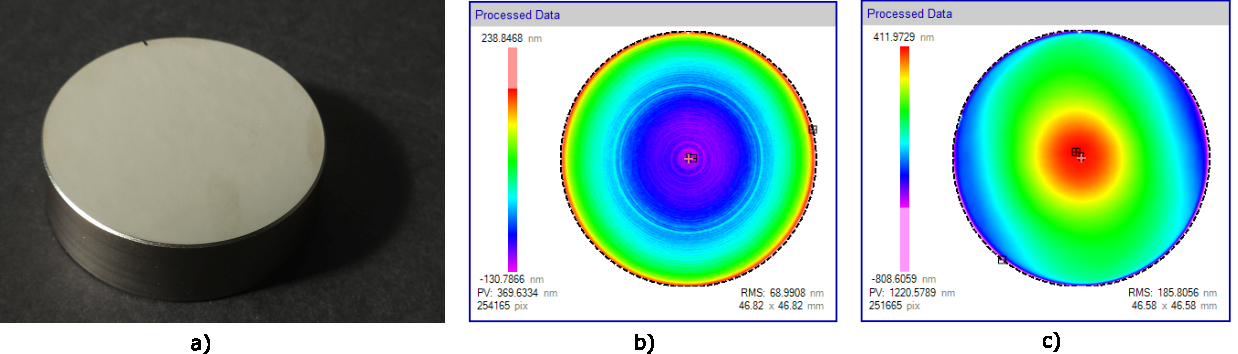 Processed Data
238.8468 nm
-130.7866 nm
PV: 369.6334 nm
254165 pix
RMS: 68.9908 nm
46.82 x 46.82 mm
Processed Data
411.9729 nm
-808.6059 nm
PV: 1220.5789 nm
251665 pix
RMS: 185.8056 nm
46.58 x 46.58 mm
a)
b)
c)